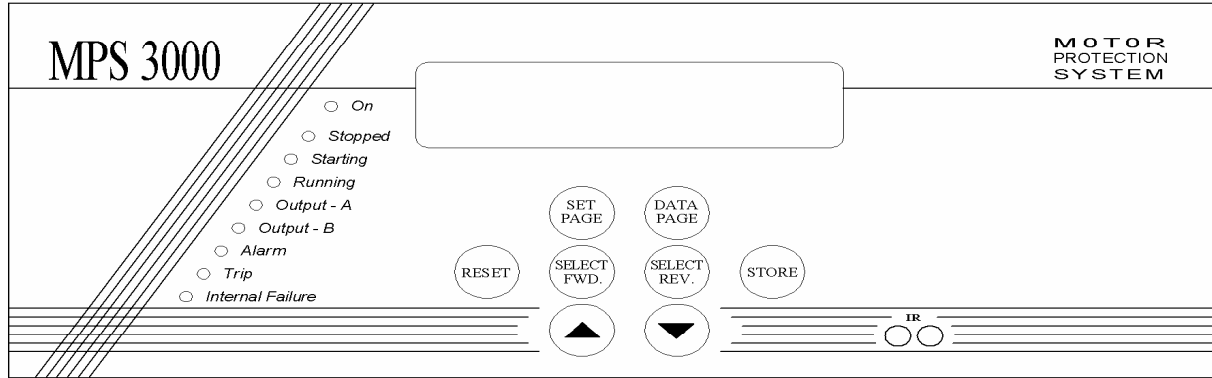 MPS 3000
MOTOR
PROTECTION
SYSTEM
On
Stopped
Starting
Running
Output - A
Output - B
Alarm
Trip
Internal Failure
SET
PAGE
DATA
PAGE
RESET
SELECT
FWD.
SELECT
REV.
STORE
IR